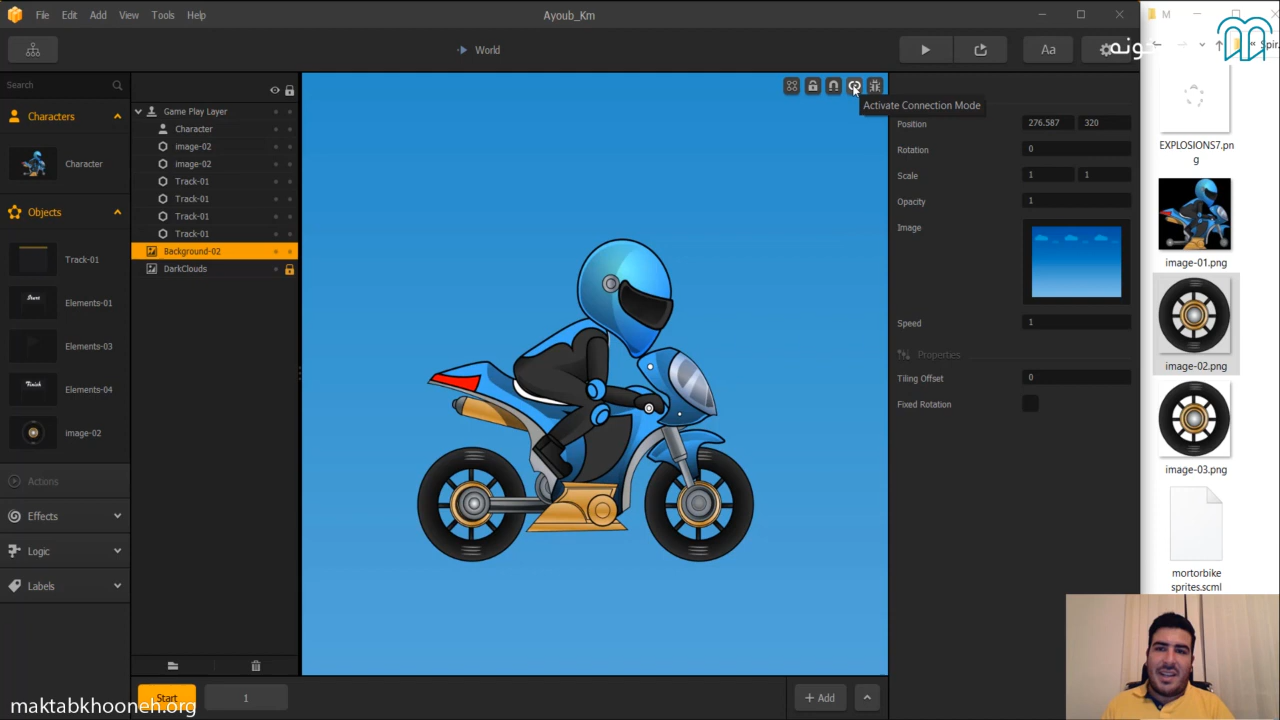 File Edit Add View Tools Help
Ayoub_Km
World
Aa
Search
Characters
Character
Objects
Track-01
Elements-01
Elements-03
Elements-04
image-02
Actions
Effects
Logic
Labels
Game Play Layer
Character
image-02
image-02
Track-01
Track-01
Track-01
Track-01
Background-02
DarkClouds
Activate Connection Mode
Position 276.587 320
Rotation 0
Scale 1 1
Opacity 1
Image
Speed 1
Properties
Tiling Offset 0
Fixed Rotation
Start
1
+ Add
M
« Spir
خونه
EXPLOSIONS7.pn
g
image-01.png
image-02.png
image-03.png
mortorbike
sprites.scml
maktabkhooneh.org